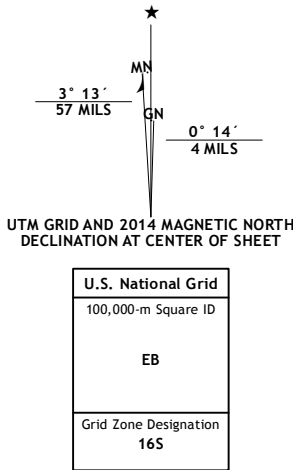 ★
MN
3° 13´
57 MILS
GN
0° 14´
4 MILS
UTM GRID AND 2014 MAGNETIC NORTH
DECLINATION AT CENTER OF SHEET
U.S. National Grid
100,000-m Square ID
EB
Grid Zone Designation
16S